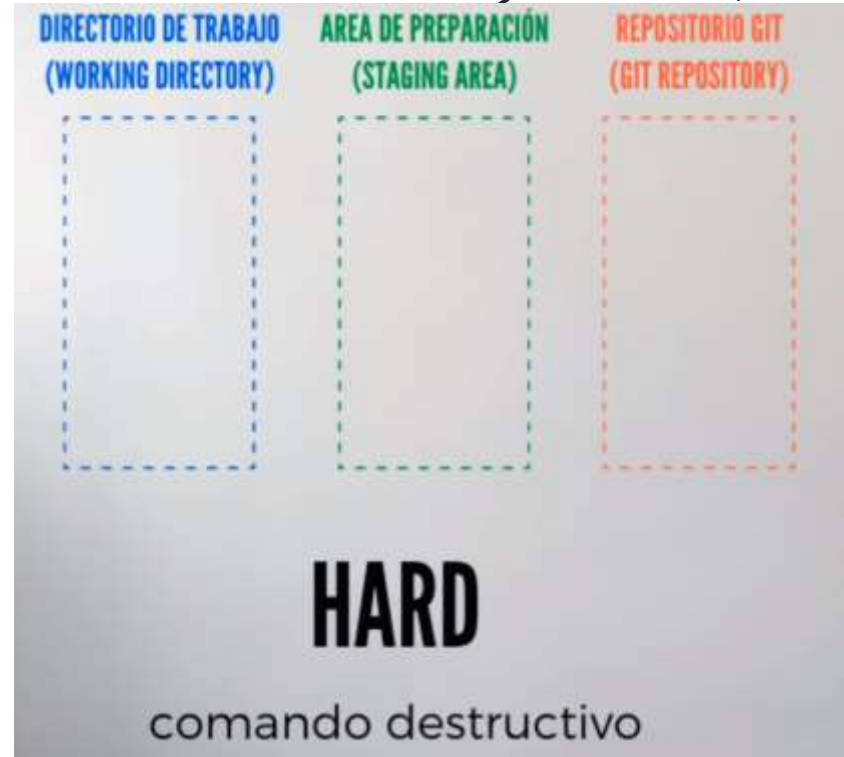 DIRECTORIO DE TRABAJO
(WORKING DIRECTORY)
AREA DE PREPARACIÓN
(STAGING AREA)
REPOSITORIO GIT
(GIT REPOSITORY)
HARD
comando destructivo